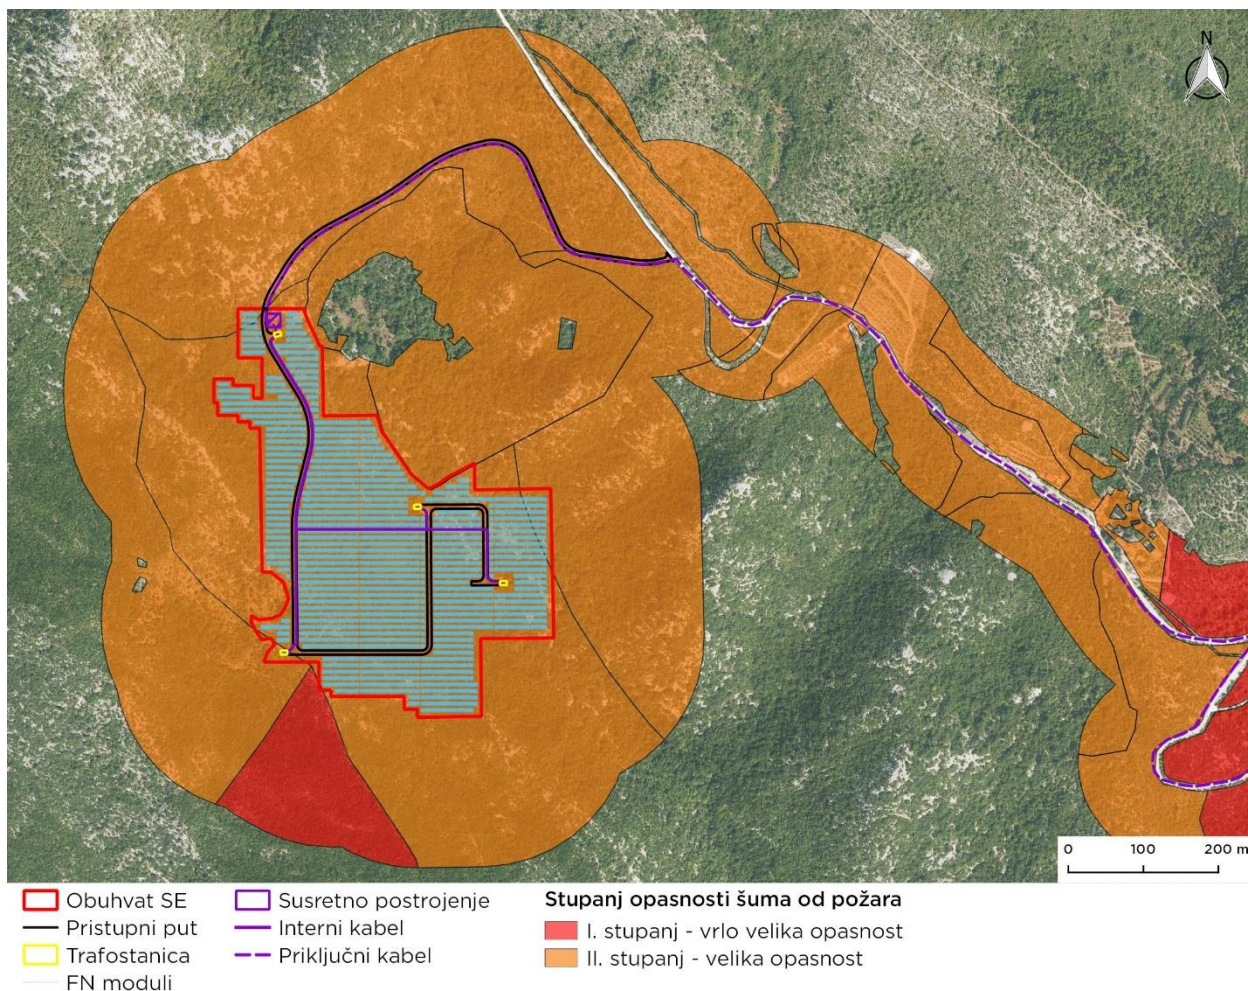 N
0 100 200 m
Obuhvat SE
Pristupni put
Trafostanica
FN moduli
Susretno postrojenje
Interni kabel
Priključni kabel
Stupanj opasnosti šuma od požara
I. stupanj - vrlo velika opasnost
II. stupanj - velika opasnost